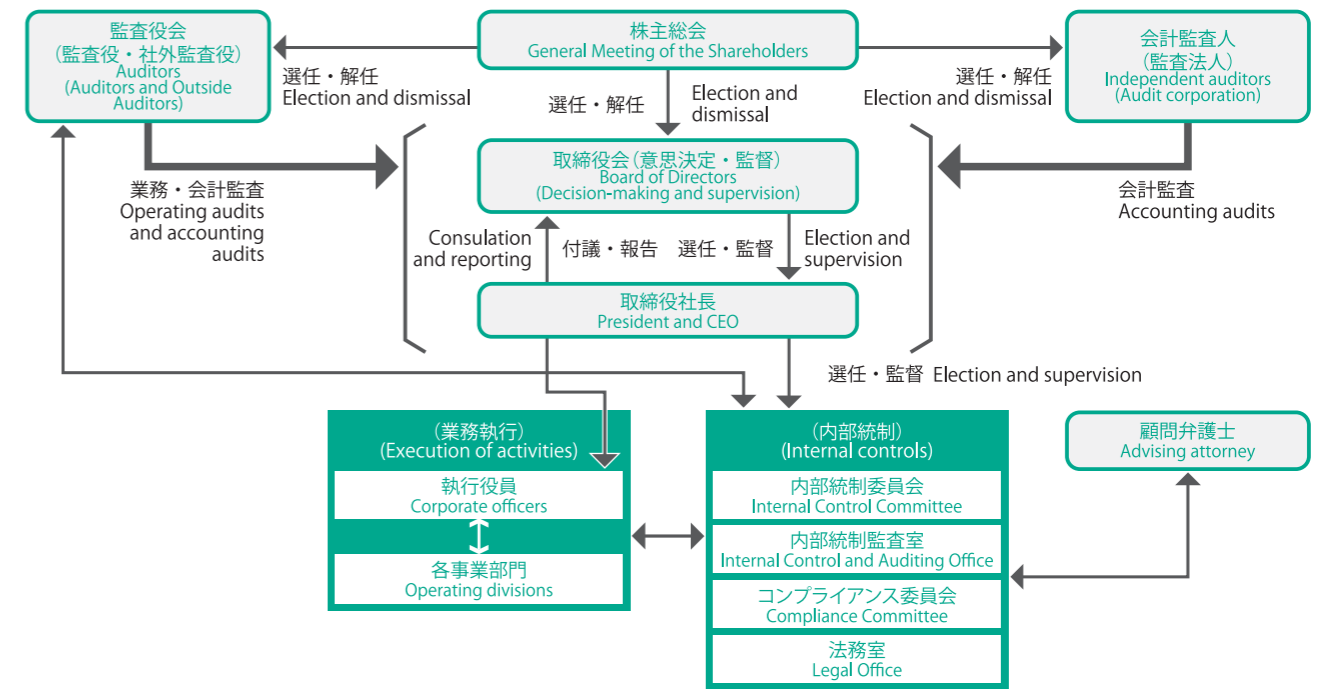 監査役会
（監査役・社外監査役）
Auditors
(Auditors and Outside
Auditors)
株主総会
General Meeting of the Shareholders
会計監査人
（監査法人）
Independent auditors
(Audit corporation)
選任・解任
Election and dismissal
選任・解任
Election and
dismissal
選任・解任
Election and dismissal
取締役会（意思決定・監督）
Board of Directors
(Decision-making and supervision)
業務・会計監査
Operating audits
and accounting
audits
会計監査
Accounting audits
Consulation
and reporting
付議・報告
選任・監督
Election and
supervision
取締役社長
President and CEO
選任・監督 Election and supervision
（業務執行）
(Execution of activities)
執行役員
Corporate officers
各事業部門
Operating divisions
（内部統制）
(Internal controls)
内部統制委員会
Internal Control Committee
内部統制監査室
Internal Control and Auditing Office
コンプライアンス委員会
Compliance Committee
法務室
Legal Office
顧問弁護士
Advising attorney